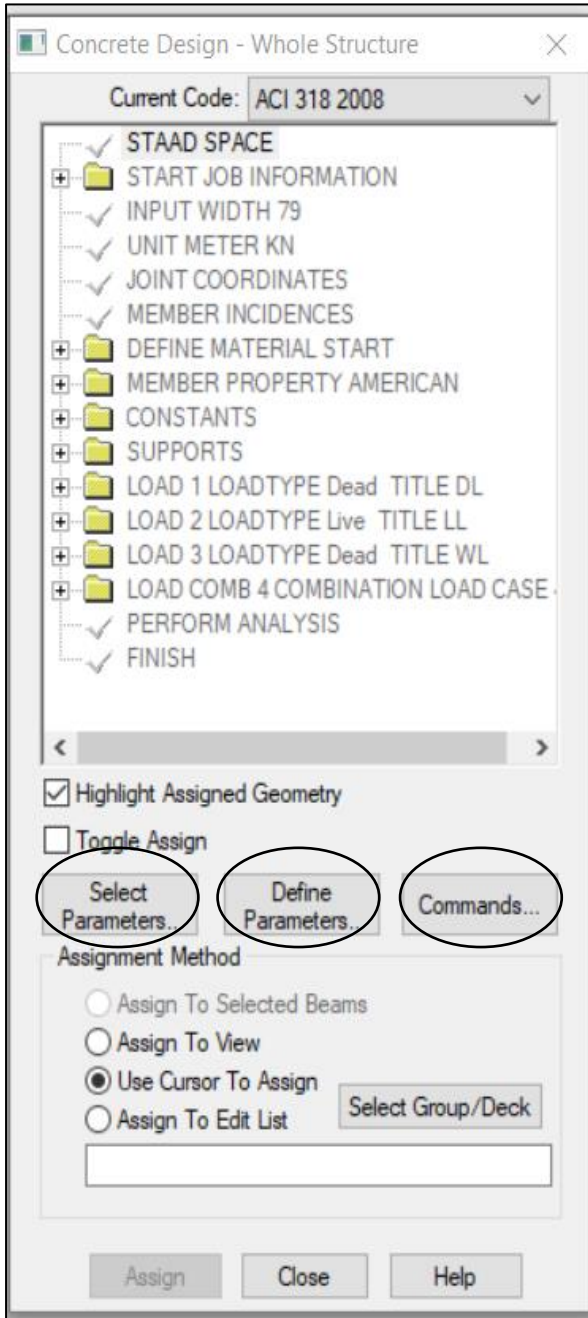 Concrete Design - Whole Structure
Current Code: ACI 318 2008
STAAD SPACE
START JOB INFORMATION
INPUT WIDTH 79
UNIT METER KN
JOINT COORDINATES
MEMBER INCIDENCES
DEFINE MATERIAL START
MEMBER PROPERTY AMERICAN
CONSTANTS
SUPPORTS
LOAD 1 LOADTYPE Dead  TITLE DL
LOAD 2 LOADTYPE Live  TITLE LL
LOAD 3 LOADTYPE Dead  TITLE WL
LOAD COMB 4 COMBINATION LOAD CASE
PERFORM ANALYSIS
FINISH
Highlight Assigned Geometry
Toggle Assign
Select Parameters..
Define Parameters..
Commands...
Assignment Method
Assign To Selected Beams
Assign To View
Use Cursor To Assign
Assign To Edit List
Select Group/Deck
Assign
Close
Help